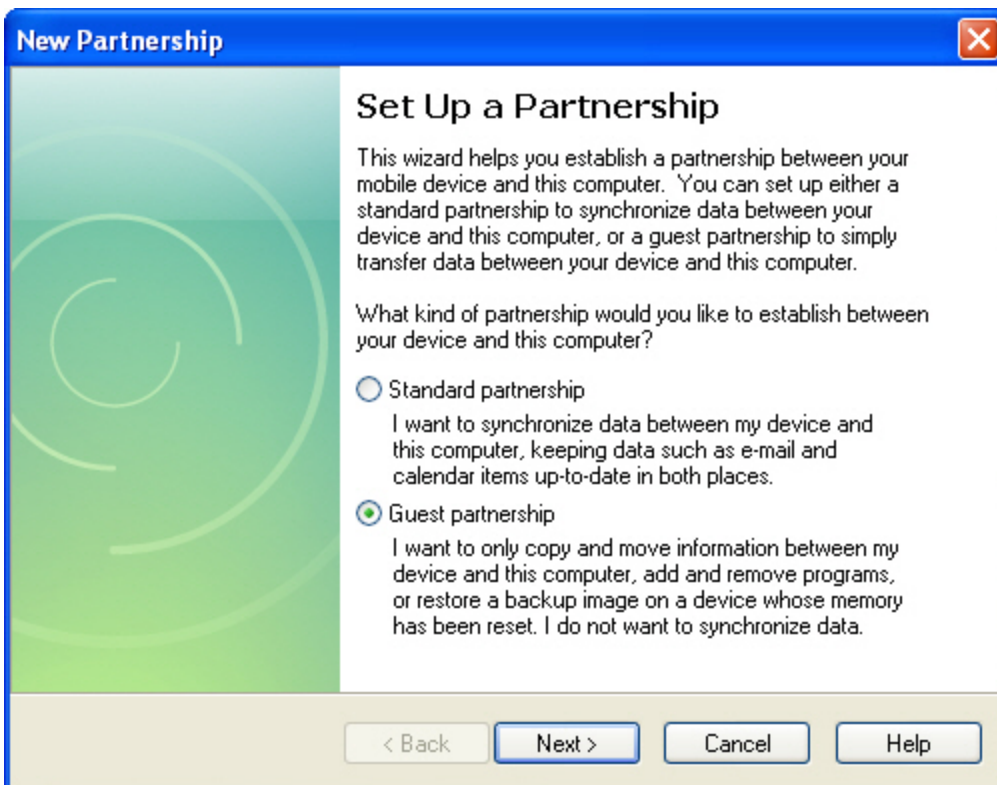 New Partnership
Set Up a Partnership
This wizard helps you establish a partnership between your
mobile device and this computer.  You can set up either a
standard partnership to synchronize data between your
device and this computer, or a guest partnership to simply
transfer data between your device and this computer.
What kind of partnership would you like to establish between
your device and this computer?
Standard partnership
I want to synchronize data between my device and
this computer, keeping data such as e-mail and
calendar items up-to-date in both places.
Guest partnership
I want to only copy and move information between my
device and this computer, add and remove programs,
or restore a backup image on a device whose memory
has been reset. I do not want to synchronize data.
< Back Next > Cancel Help